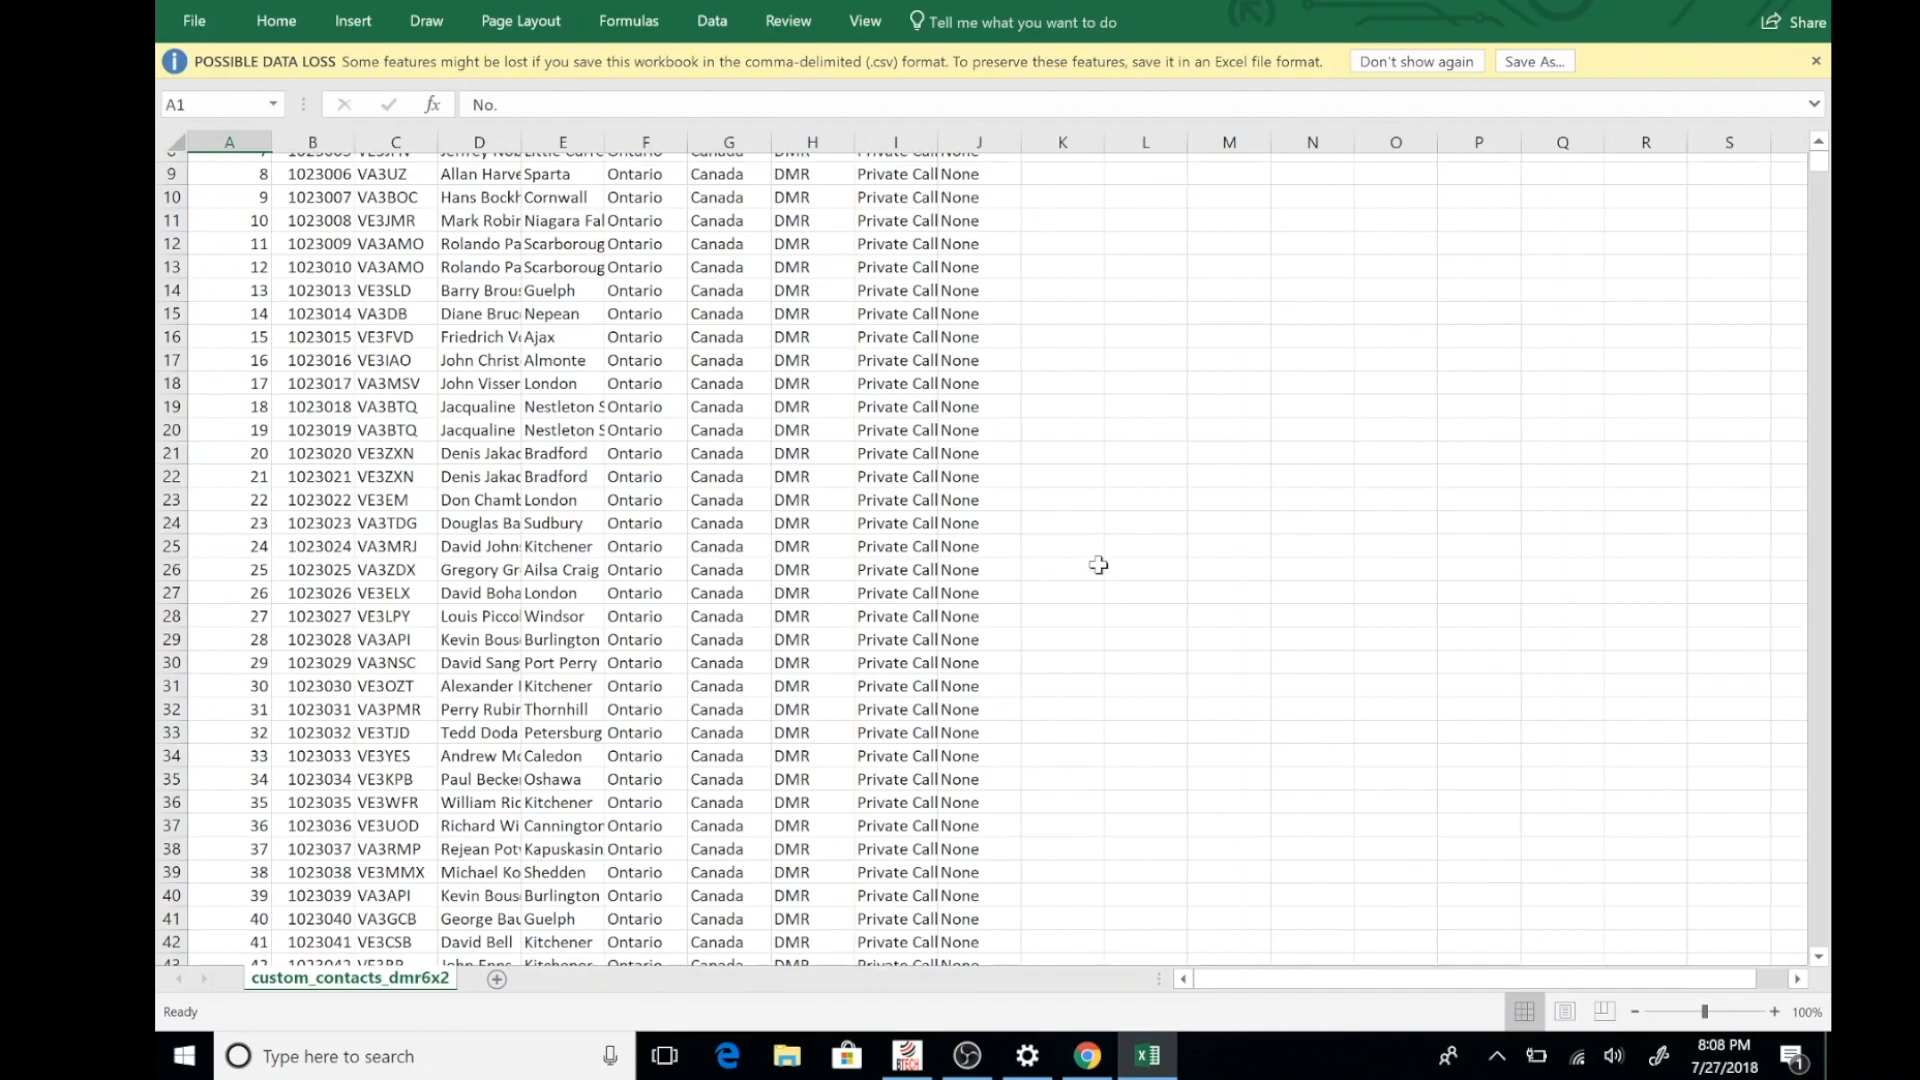 File Home Insert Draw Page Layout Formulas Data Review View Tell me what you want to do Share
POSSIBLE DATA LOSS Some features might be lost if you save this workbook in the comma-delimited (.csv) format. To preserve these features, save it in an Excel file format. Don't show again Save As...
A1 fx No.
A B C D E F G H I J K L M N O P Q R S
9 8 1023006 VA3UZ Allan Harve Sparta Ontario Canada DMR Private Call None
10 9 1023007 VA3BOC Hans Bockh Cornwall Ontario Canada DMR Private Call None
11 10 1023008 VE3JMR Mark Robin Niagara Fal Ontario Canada DMR Private Call None
12 11 1023009 VA3AMO Rolando Pa Scarboroug Ontario Canada DMR Private Call None
13 12 1023010 VA3AMO Rolando Pa Scarboroug Ontario Canada DMR Private Call None
14 13 1023013 VE3SLD Barry Brous Guelph Ontario Canada DMR Private Call None
15 14 1023014 VA3DB Diane Bruce Nepean Ontario Canada DMR Private Call None
16 15 1023015 VE3FVD Friedrich Vo Ajax Ontario Canada DMR Private Call None
17 16 1023016 VE3IAO John Christ Almonte Ontario Canada DMR Private Call None
18 17 1023017 VA3MSV John Visser London Ontario Canada DMR Private Call None
19 18 1023018 VA3BTQ Jacqualine Nestleton S Ontario Canada DMR Private Call None
20 19 1023019 VA3BTQ Jacqualine Nestleton S Ontario Canada DMR Private Call None
21 20 1023020 VE3ZXN Denis Jakac Bradford Ontario Canada DMR Private Call None
22 21 1023021 VE3ZXN Denis Jakac Bradford Ontario Canada DMR Private Call None
23 22 1023022 VE3EM Don Chamb London Ontario Canada DMR Private Call None
24 23 1023023 VA3TDG Douglas Ba Sudbury Ontario Canada DMR Private Call None
25 24 1023024 VA3MRJ David Johns Kitchener Ontario Canada DMR Private Call None
26 25 1023025 VA3ZDX Gregory Gr Ailsa Craig Ontario Canada DMR Private Call None
27 26 1023026 VE3ELX David Boha London Ontario Canada DMR Private Call None
28 27 1023027 VE3LPY Louis Piccol Windsor Ontario Canada DMR Private Call None
29 28 1023028 VA3API Kevin Bous Burlington Ontario Canada DMR Private Call None
30 29 1023029 VA3NSC David Sang Port Perry Ontario Canada DMR Private Call None
31 30 1023030 VE3OZT Alexander Kitchener Ontario Canada DMR Private Call None
32 31 1023031 VA3PMR Perry Rubin Thornhill Ontario Canada DMR Private Call None
33 32 1023032 VE3TJD Tedd Doda Petersburg Ontario Canada DMR Private Call None
34 33 1023033 VE3YES Andrew Mc Caledon Ontario Canada DMR Private Call None
35 34 1023034 VE3KPB Paul Becker Oshawa Ontario Canada DMR Private Call None
36 35 1023035 VE3WFR William Ric Kitchener Ontario Canada DMR Private Call None
37 36 1023036 VE3UOD Richard Wi Cannington Ontario Canada DMR Private Call None
38 37 1023037 VA3RMP Rejean Potv Kapuskasin Ontario Canada DMR Private Call None
39 38 1023038 VE3MMX Michael Ko Shedden Ontario Canada DMR Private Call None
40 39 1023039 VA3API Kevin Bous Burlington Ontario Canada DMR Private Call None
41 40 1023040 VA3GCB George Bau Guelph Ontario Canada DMR Private Call None
42 41 1023041 VE3CSB David Bell Kitchener Ontario Canada DMR Private Call None
custom_contacts_dmr6x2
Ready 100%
Type here to search BTECH 8:08 PM
7/27/2018 1